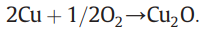 2Cu + 1/2O₂→Cu₂O.